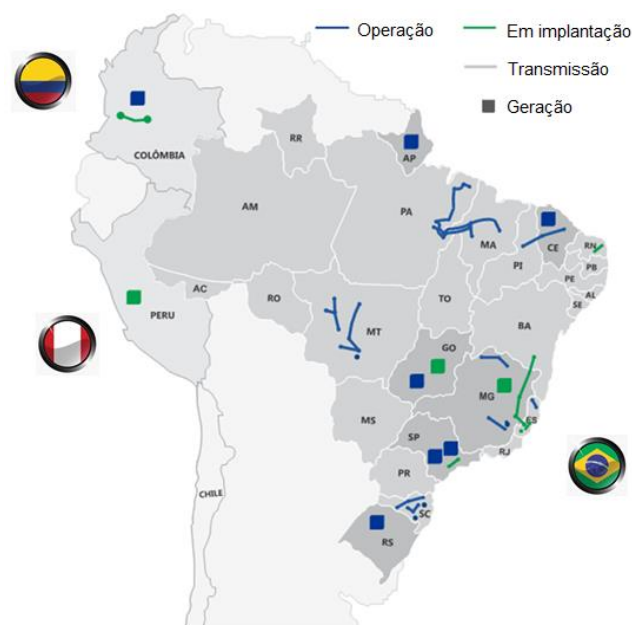 Operação
Em implantação
Transmissão
Geração
COLÔMBIA
RR
AP
AM
PA
MA
CE
RN
PB
PI
PE
AL
SE
AC
PERU
RO
TO
BA
MT
GO
MG
ES
MS
SP
RJ
PR
CHILE
SC
RS